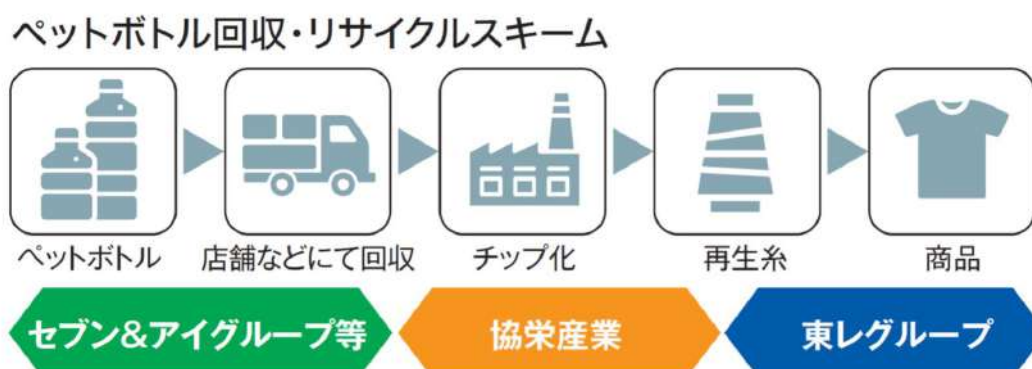 ペットボトル回収・リサイクルスキーム
ペットボトル
店舗などにて回収
チップ化
再生糸
商品
セブン&アイグループ等
協栄産業
東レグループ